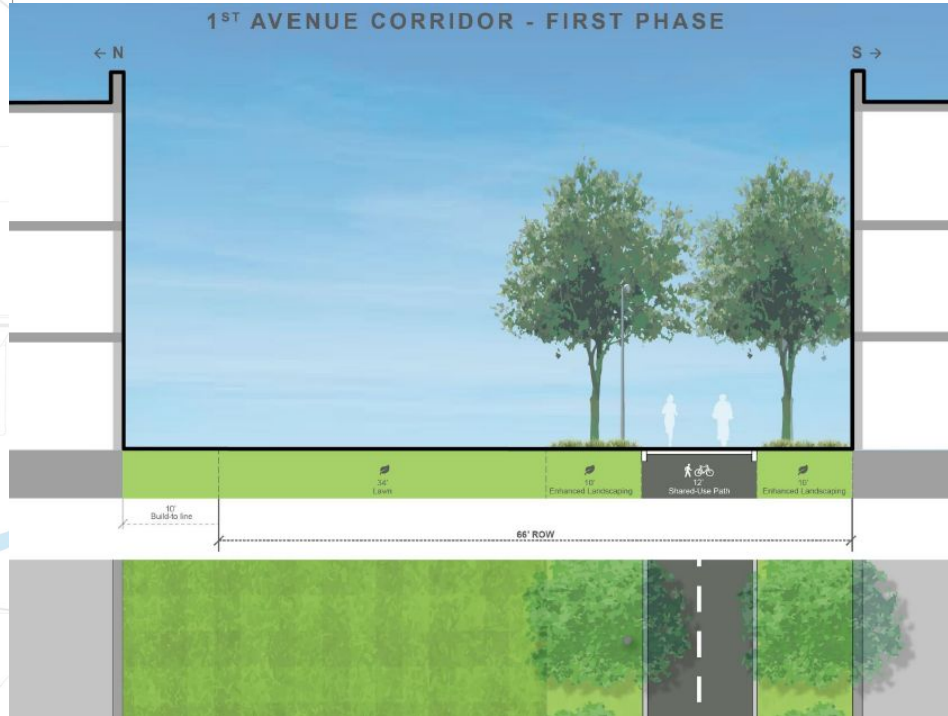 1ST AVENUE CORRIDOR - FIRST PHASE
← N
S →
34'
Lawn
10'
Enhanced Landscaping
12'
Shared-Use Path
10'
Enhanced Landscaping
10'
Build-to line
66' ROW